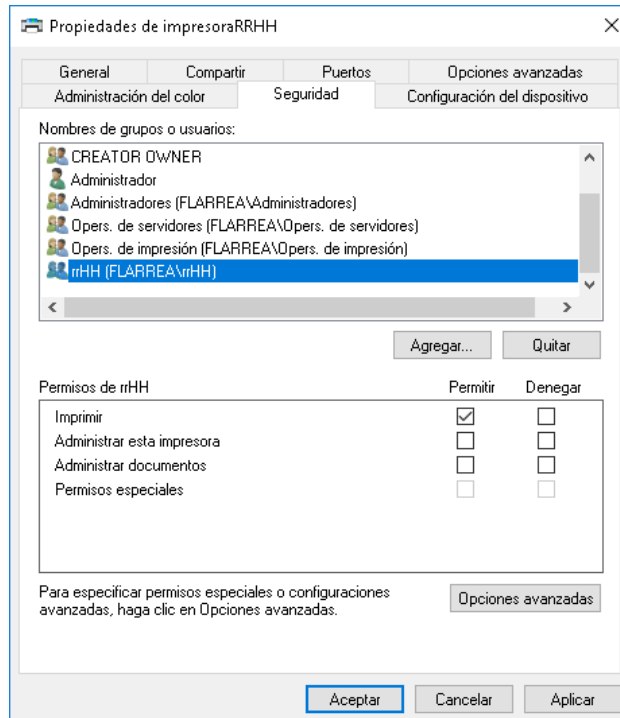 Propiedades de impresoraRRHH
General Compartir Puertos Opciones avanzadas
Administración del color Seguridad Configuración del dispositivo
Nombres de grupos o usuarios:
CREATOR OWNER
Administrador
Administradores (FLARREA\Administradores)
Opers. de servidores (FLARREA\Opers. de servidores)
Opers. de impresión (FLARREA\Opers. de impresión)
rrHH (FLARREA\rrHH)
Agregar... Quitar
Permisos de rrHH Permitir Denegar
Imprimir
Administrar esta impresora
Administrar documentos
Permisos especiales
Para especificar permisos especiales o configuraciones
avanzadas, haga clic en Opciones avanzadas.
Opciones avanzadas
Aceptar Cancelar Aplicar